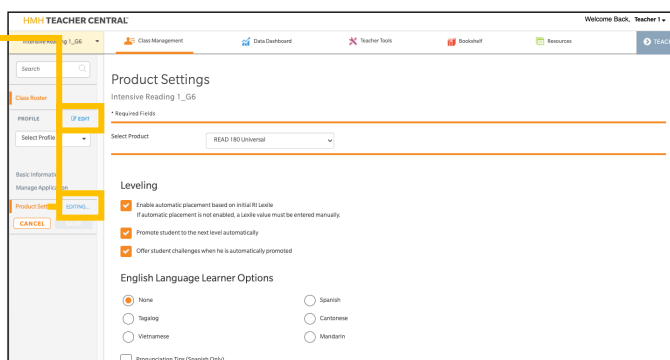 HMH TEACHER CENTRAL
Welcome Back, Teacher 1
Intensive Reading 1_G6
Class Management
Data Dashboard
Teacher Tools
Bookshelf
Resources
TEACH
Search
Class Roster
PROFILE
EDIT
Select Profile
Basic Information
Manage Application
Product Sett
EDITING...
CANCEL
Product Settings
Intensive Reading 1_G6
* Required Fields
Select Product
READ 180 Universal
Leveling
Enable automatic placement based on initial RI Lexile
If automatic placement is not enabled, a Lexile value must be entered manually.
Promote student to the next level automatically
Offer student challenges when he is automatically promoted
English Language Learner Options
None
Spanish
Tagalog
Cantonese
Vietnamese
Mandarin
Pronunciation Tips (Spanish Only)